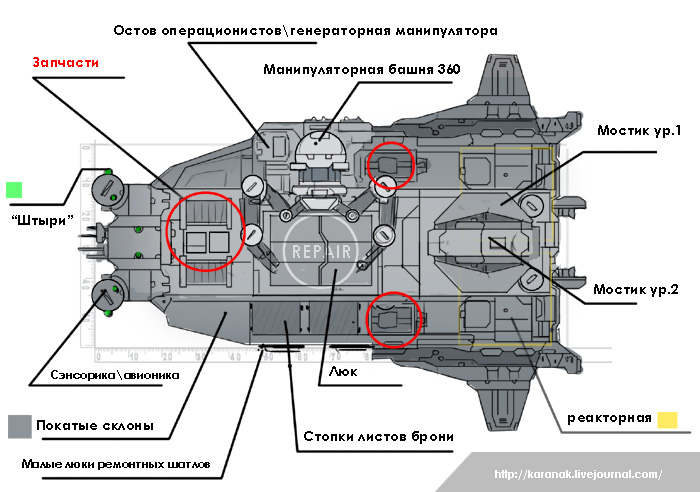 Остов операционистов\генераторная манипулятора
Запчасти
Манипуляторная башня 360
Мостик ур.1
"Штыри"
REPAIR
Мостик ур.2
Сэнсорика\авионика
Люк
Покатые склоны
Стопки листов брони
реакторная
Малые люки ремонтных шатлов
http://karanak.livejournal.com/